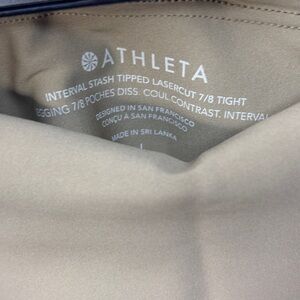 ATHLETA
INTERVAL STASH TIPPED LASERCUT 7/8 TIGHT
EGGING 7/8 POCHES DISS. COUL CONTRAST. INTERVAL
DESIGNED IN SAN FRANCISCO
CONÇU À SAN FRANCISCO
MADE IN SRI LANKA
L